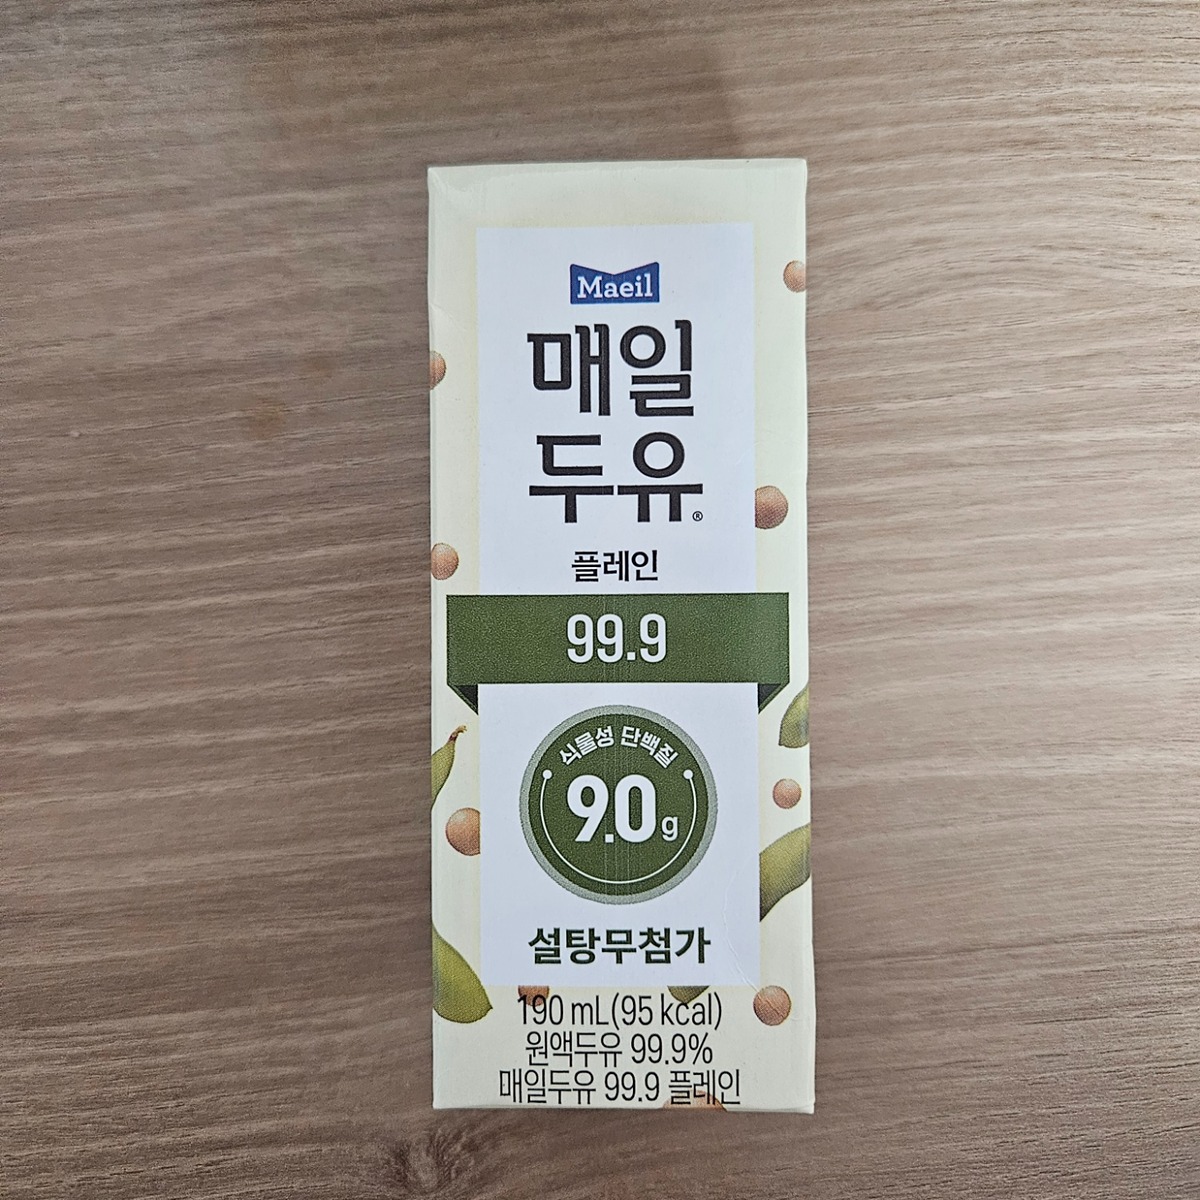 Maeil
매일
두유®
플레인
99.9
식물성 단백질
9.0g
설탕무첨가
190 mL(95 kcal)
원액두유 99.9%
매일두유 99.9 플레인